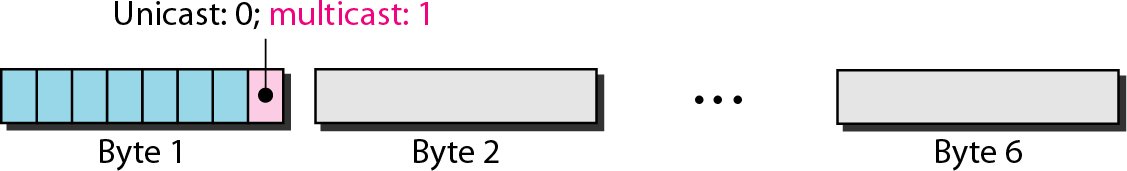 Unicast: 0; multicast: 1
Byte 1
Byte 2
Byte 6